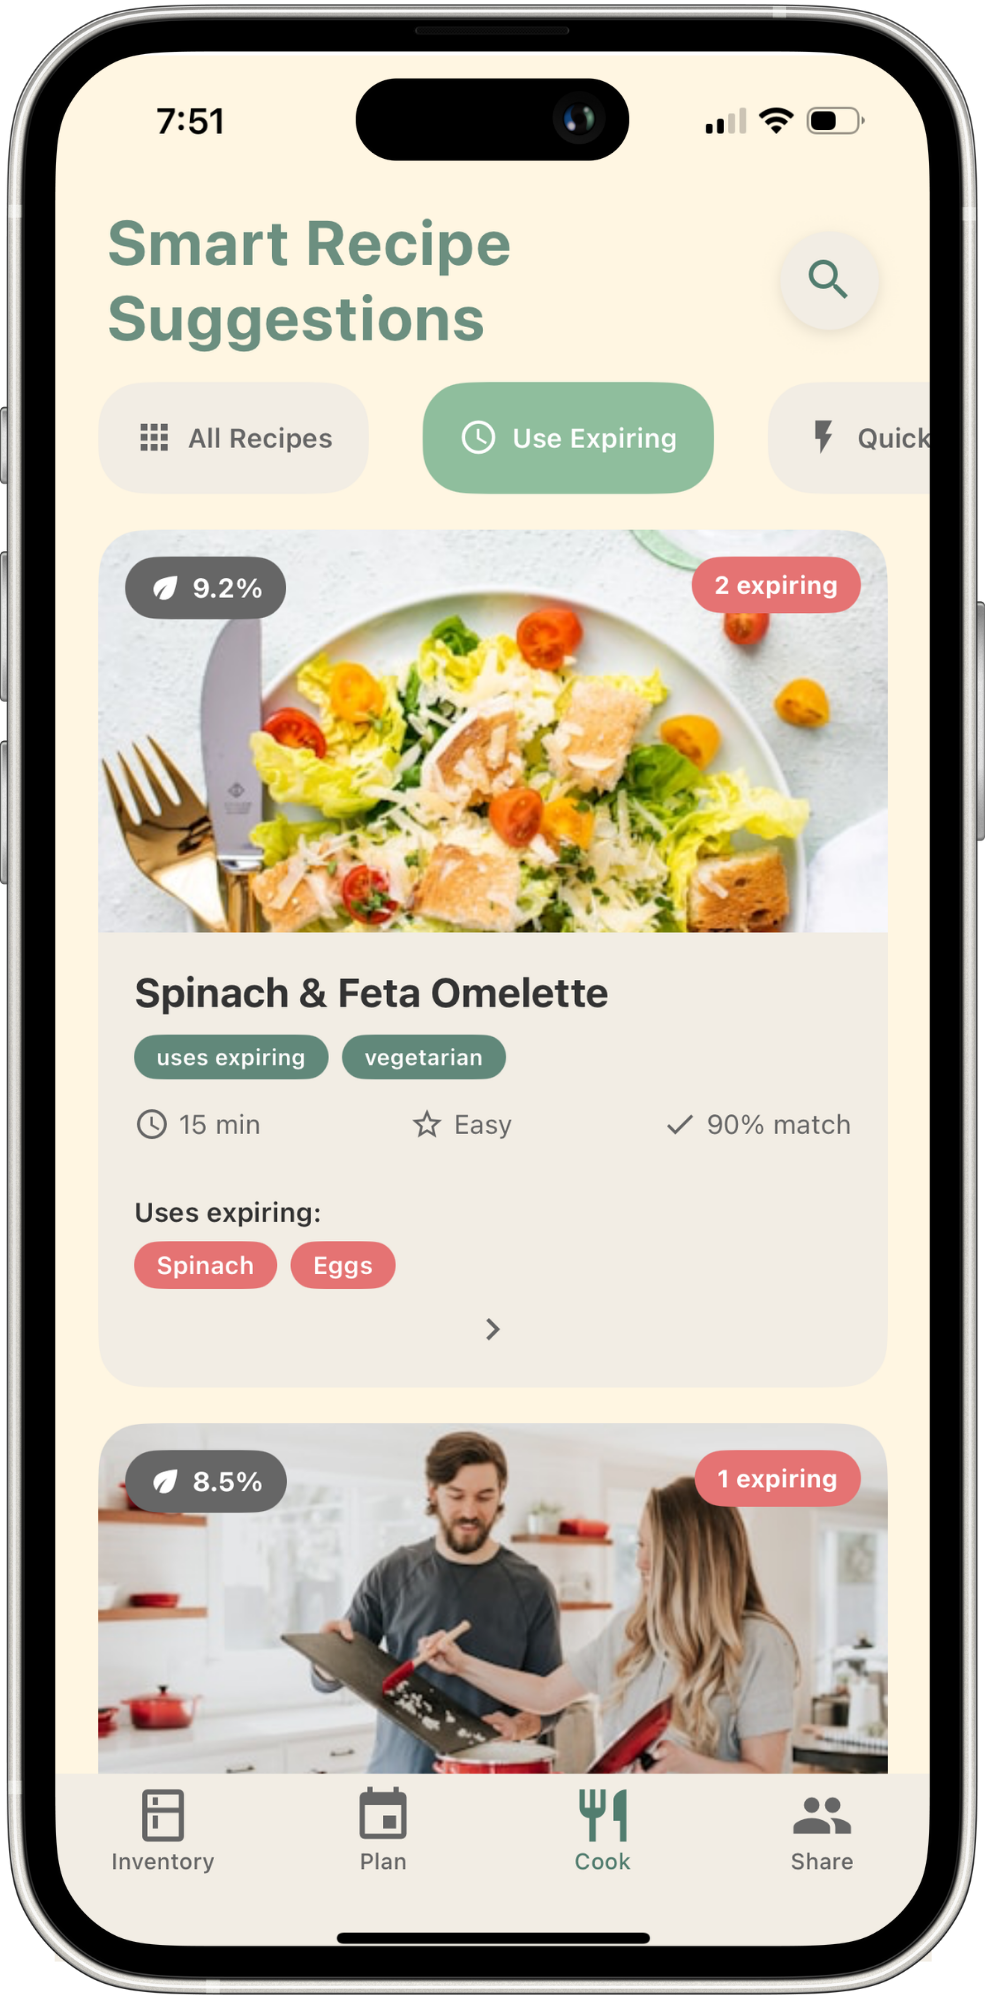 7:51
Smart Recipe
Suggestions
All Recipes
Use Expiring
Quick
9.2%
2 expiring
Spinach & Feta Omelette
uses expiring
vegetarian
15 min
Easy
90% match
Uses expiring:
Spinach
Eggs
8.5%
1 expiring
Inventory
Plan
Cook
Share